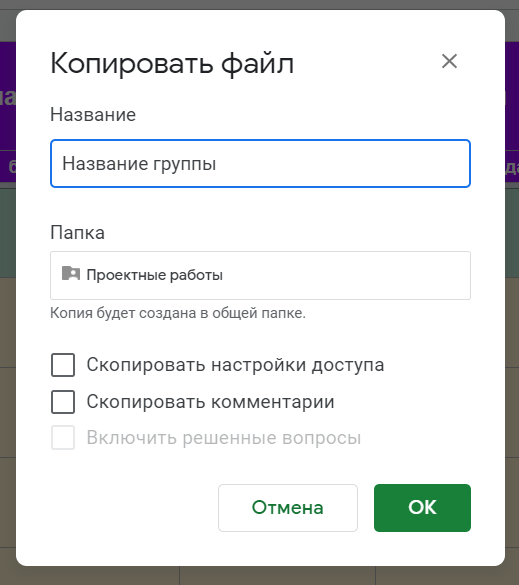 Копировать файл
Название
Название группы
Папка
Проектные работы
Копия будет создана в общей папке.
Скопировать настройки доступа
Скопировать комментарии
Включить решенные вопросы
Отмена
ОК